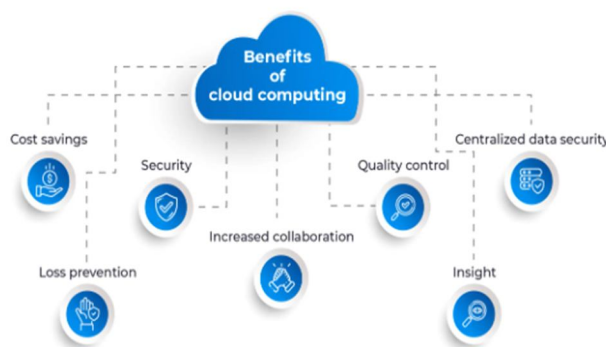 Benefits
of
cloud computing
Cost savings
Centralized data security
Security
Quality control
Increased collaboration
Loss prevention
Insight